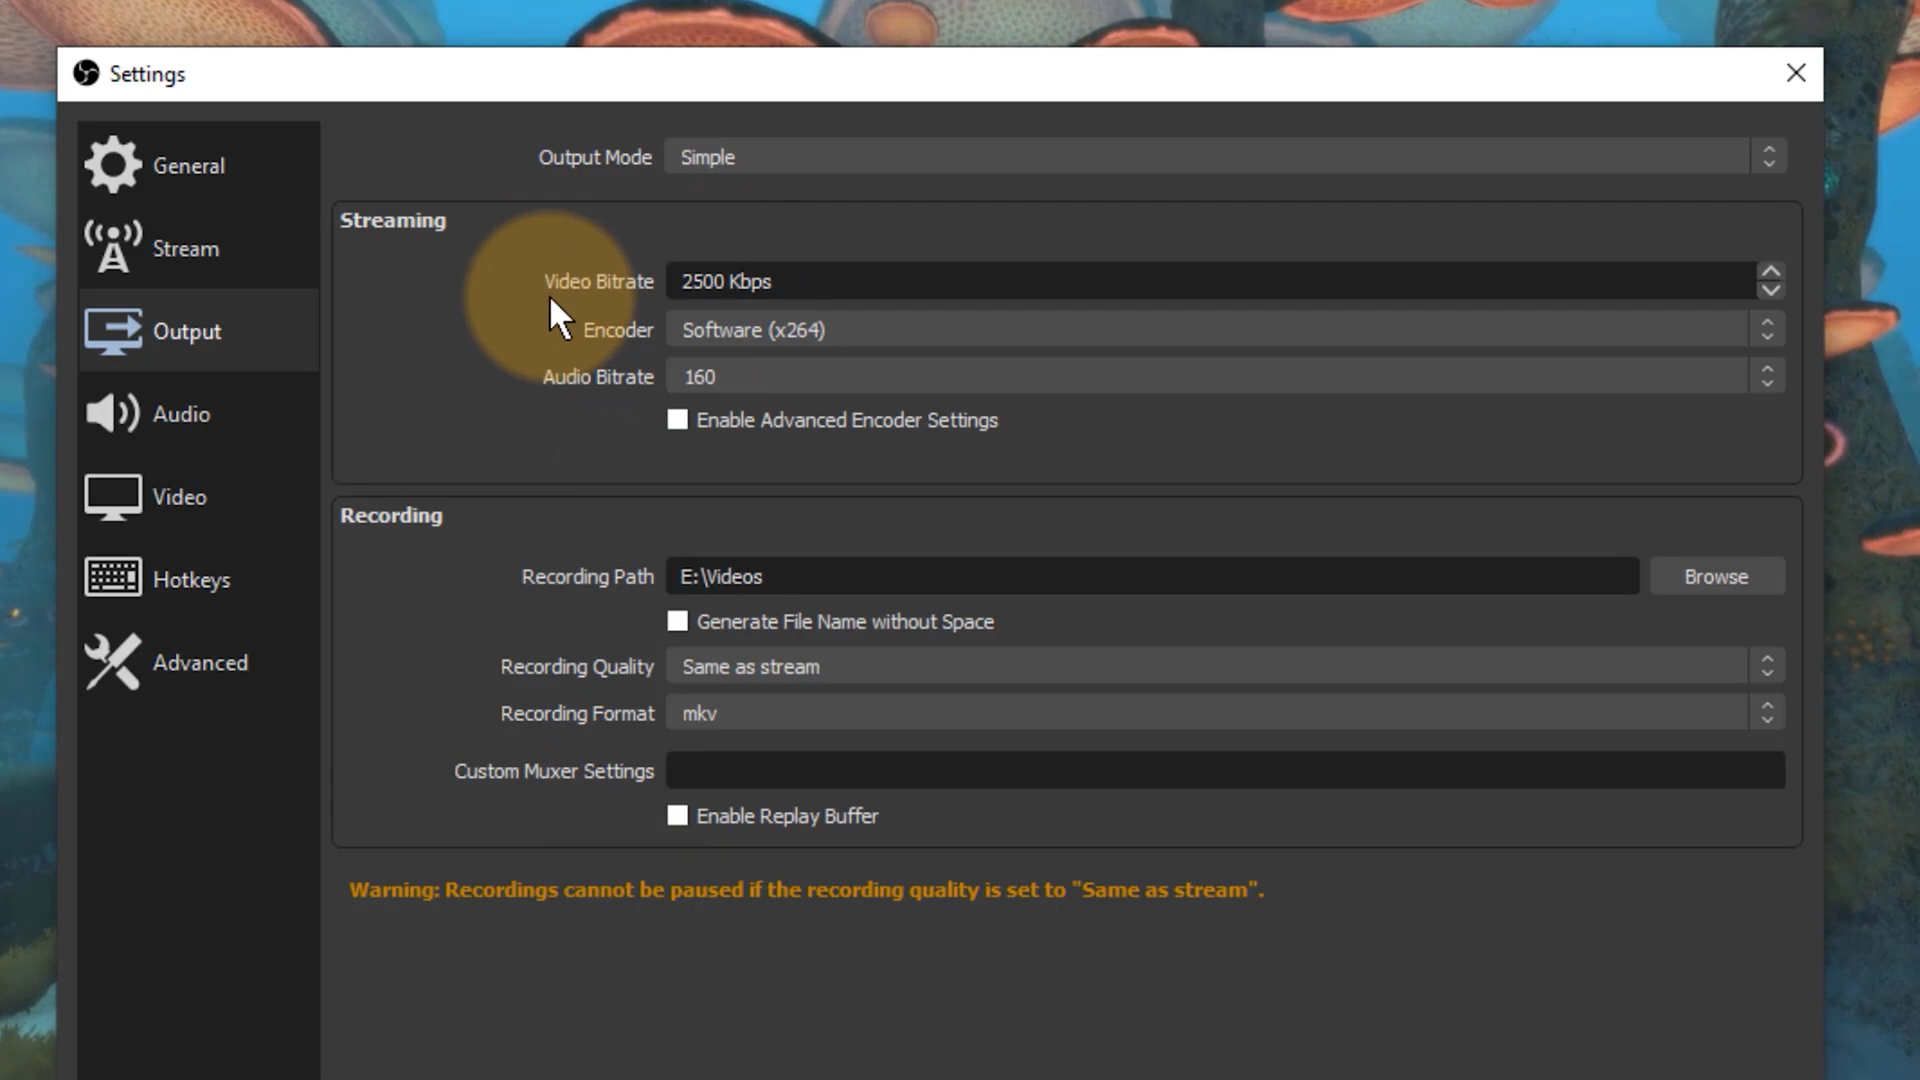 Settings
General
Stream
Output
Audio
Video
Hotkeys
Advanced
Output Mode Simple
Streaming
Video Bitrate 2500 Kbps
Encoder Software (x264)
Audio Bitrate 160
Enable Advanced Encoder Settings
Recording
Recording Path E:\Videos Browse
Generate File Name without Space
Recording Quality Same as stream
Recording Format mkv
Custom Muxer Settings
Enable Replay Buffer
Warning: Recordings cannot be paused if the recording quality is set to "Same as stream".